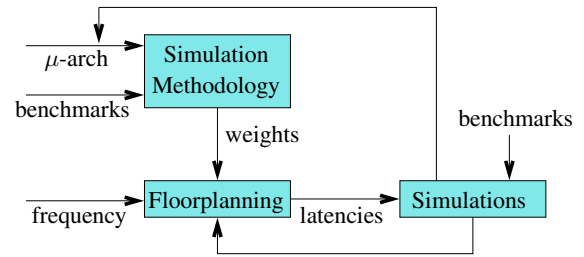 μ-arch
Simulation
Methodology
benchmarks
weights
benchmarks
frequency
Floorplanning
latencies
Simulations